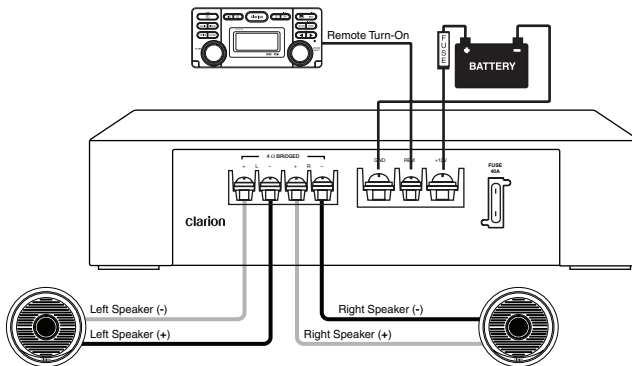 clarion
Remote Turn-On
FUSE
BATTERY
4 Ω BRIDGED
+ L – + R –
GND REM +12V
FUSE
40A
clarion
Left Speaker (-)
Right Speaker (-)
Left Speaker (+)
Right Speaker (+)